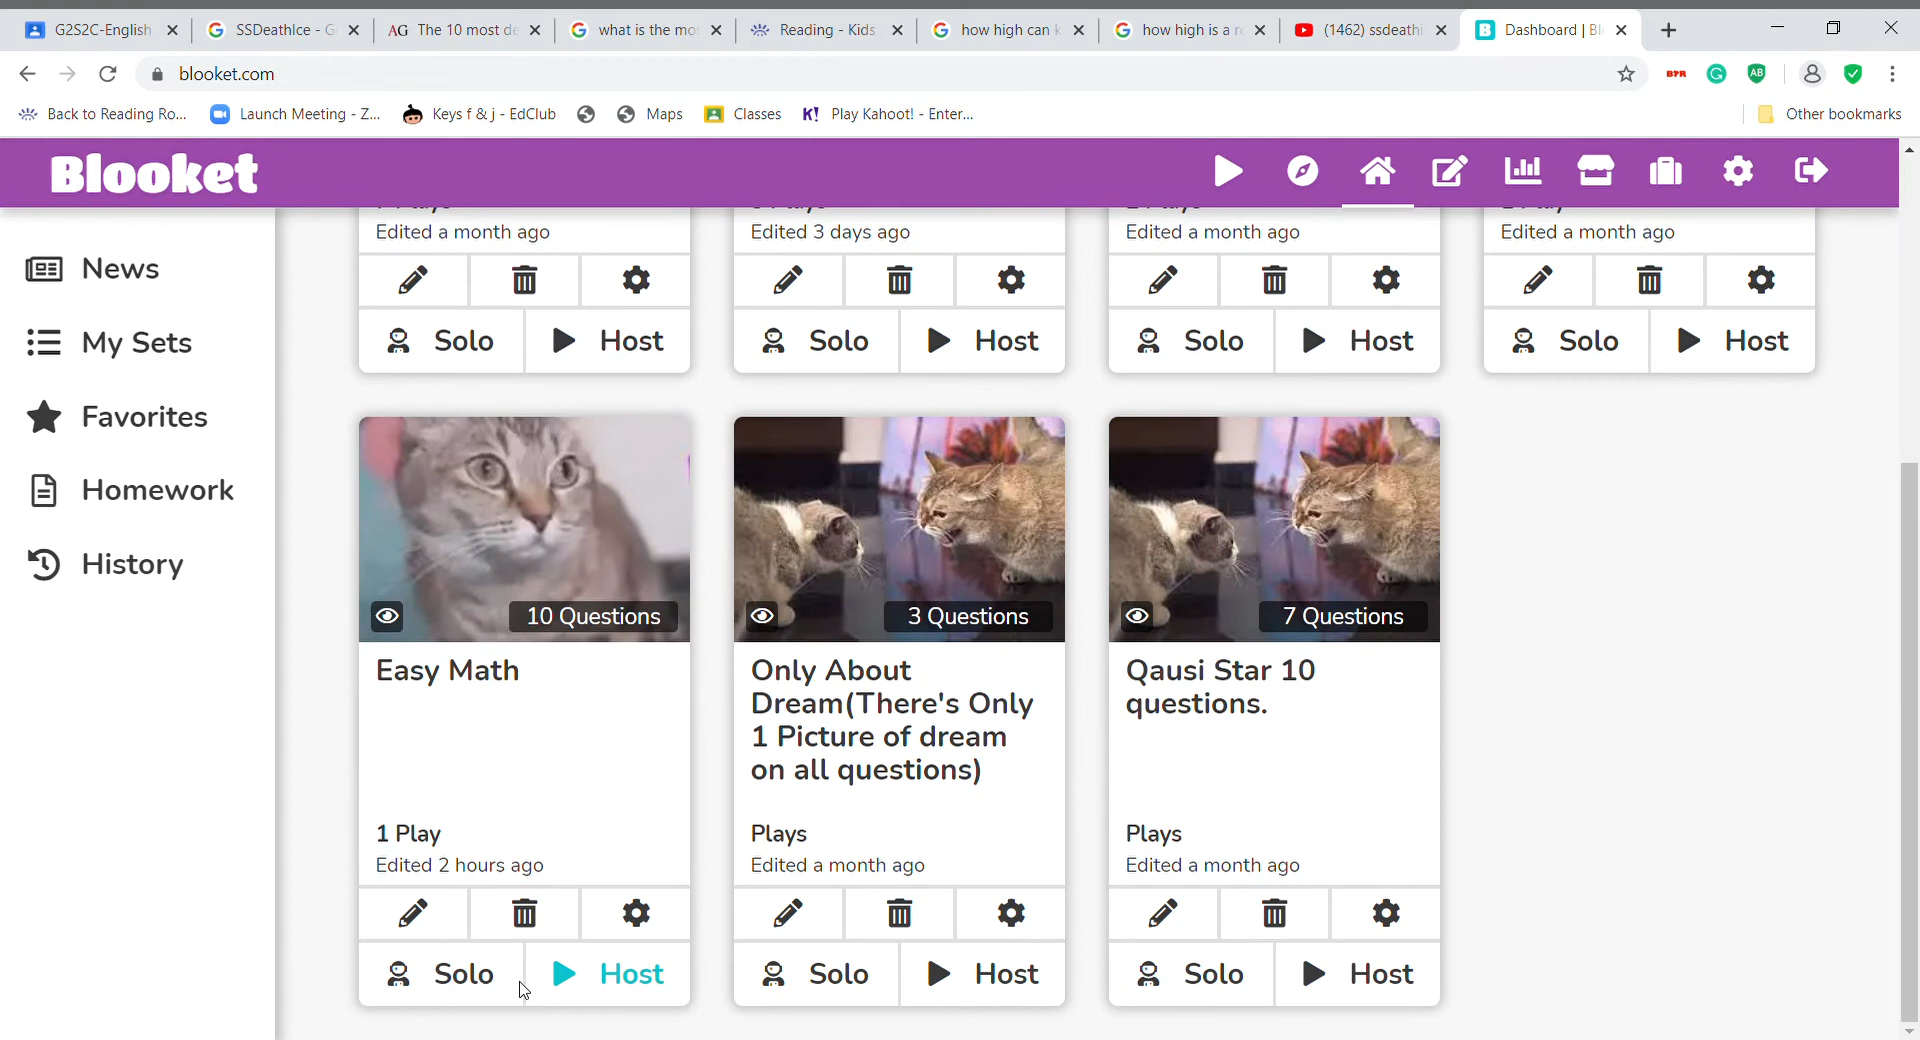 G2S2C-English
SSDeathIce - G
AG The 10 most de
what is the mo
Reading - Kids
how high can k
how high is a r
(1462) ssdeathi
Dashboard | Bl
blooket.com
Back to Reading Ro...
Launch Meeting - Z...
Keys f & j - EdClub
Maps
Classes
K! Play Kahoot! - Enter...
Other bookmarks
Blooket
News
My Sets
Favorites
Homework
History
Edited a month ago
Solo
Host
Edited 3 days ago
Solo
Host
Edited a month ago
Solo
Host
Edited a month ago
Solo
Host
10 Questions
Easy Math
1 Play
Edited 2 hours ago
Solo
Host
3 Questions
Only About
Dream(There's Only
1 Picture of dream
on all questions)
Plays
Edited a month ago
Solo
Host
7 Questions
Qausi Star 10
questions.
Plays
Edited a month ago
Solo
Host